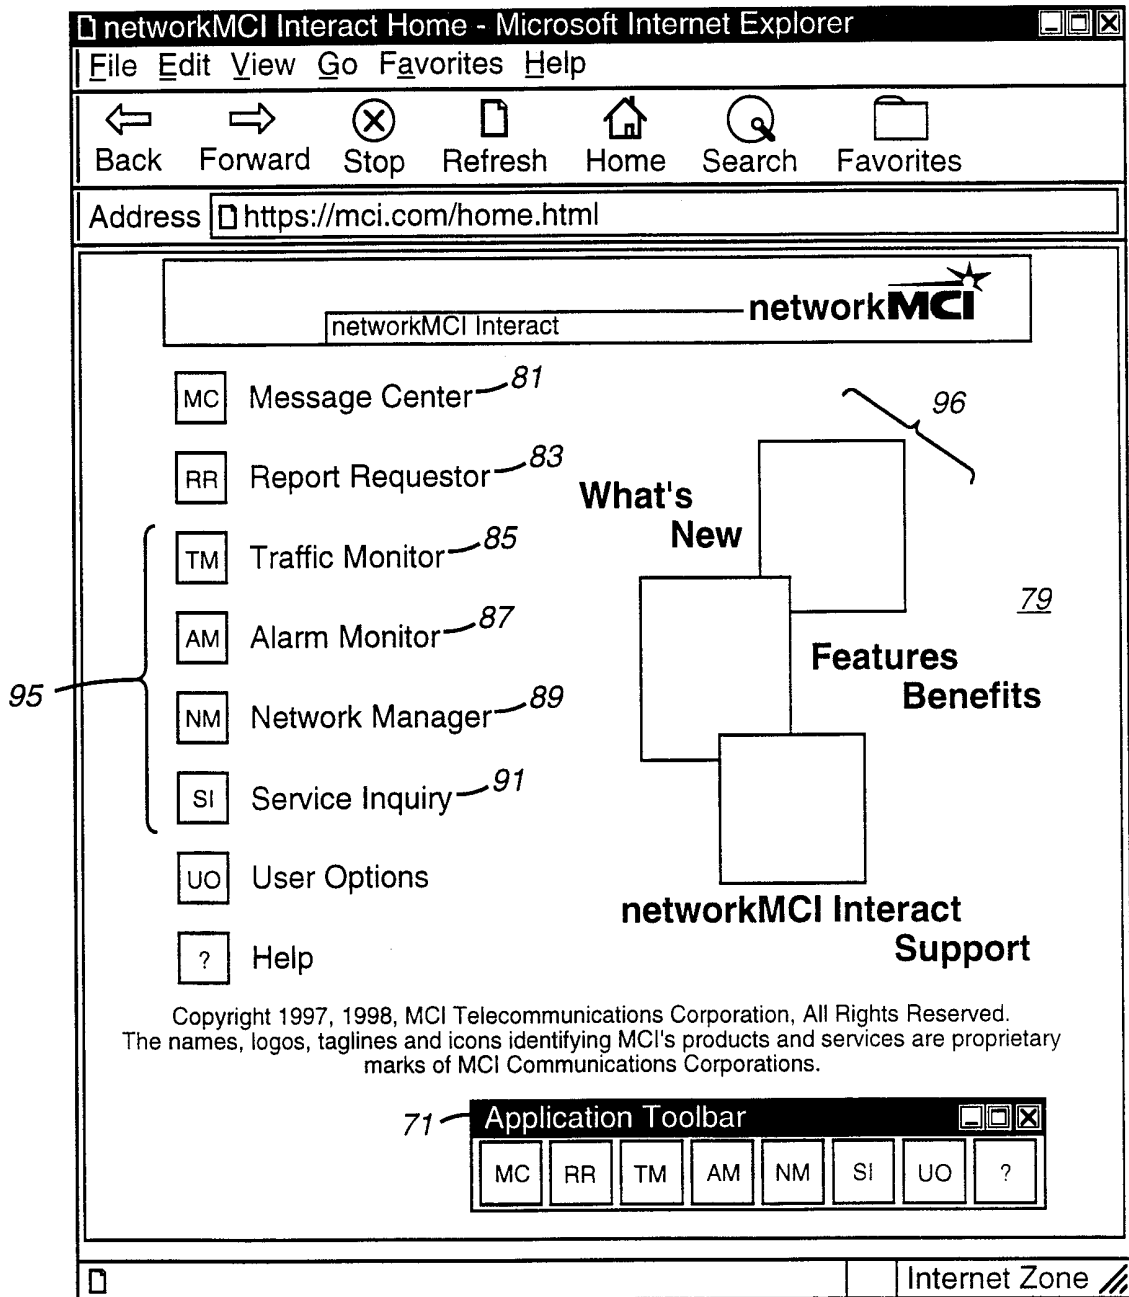 networkMCI Interact Home - Microsoft Internet Explorer
File Edit View Go Favorites Help
Back Forward Stop Refresh Home Search Favorites
Address https://mci.com/home.html
networkMCI Interact
networkMCI
MC Message Center 81
96
RR Report Requestor 83
What's
New
TM Traffic Monitor 85
79
AM Alarm Monitor 87
Features
Benefits
95
NM Network Manager 89
SI Service Inquiry 91
UO User Options
networkMCI Interact
Support
? Help
Copyright 1997, 1998, MCI Telecommunications Corporation, All Rights Reserved.
The names, logos, taglines and icons identifying MCI's products and services are proprietary
marks of MCI Communications Corporations.
71 Application Toolbar
MC RR TM AM NM SI UO ?
Internet Zone